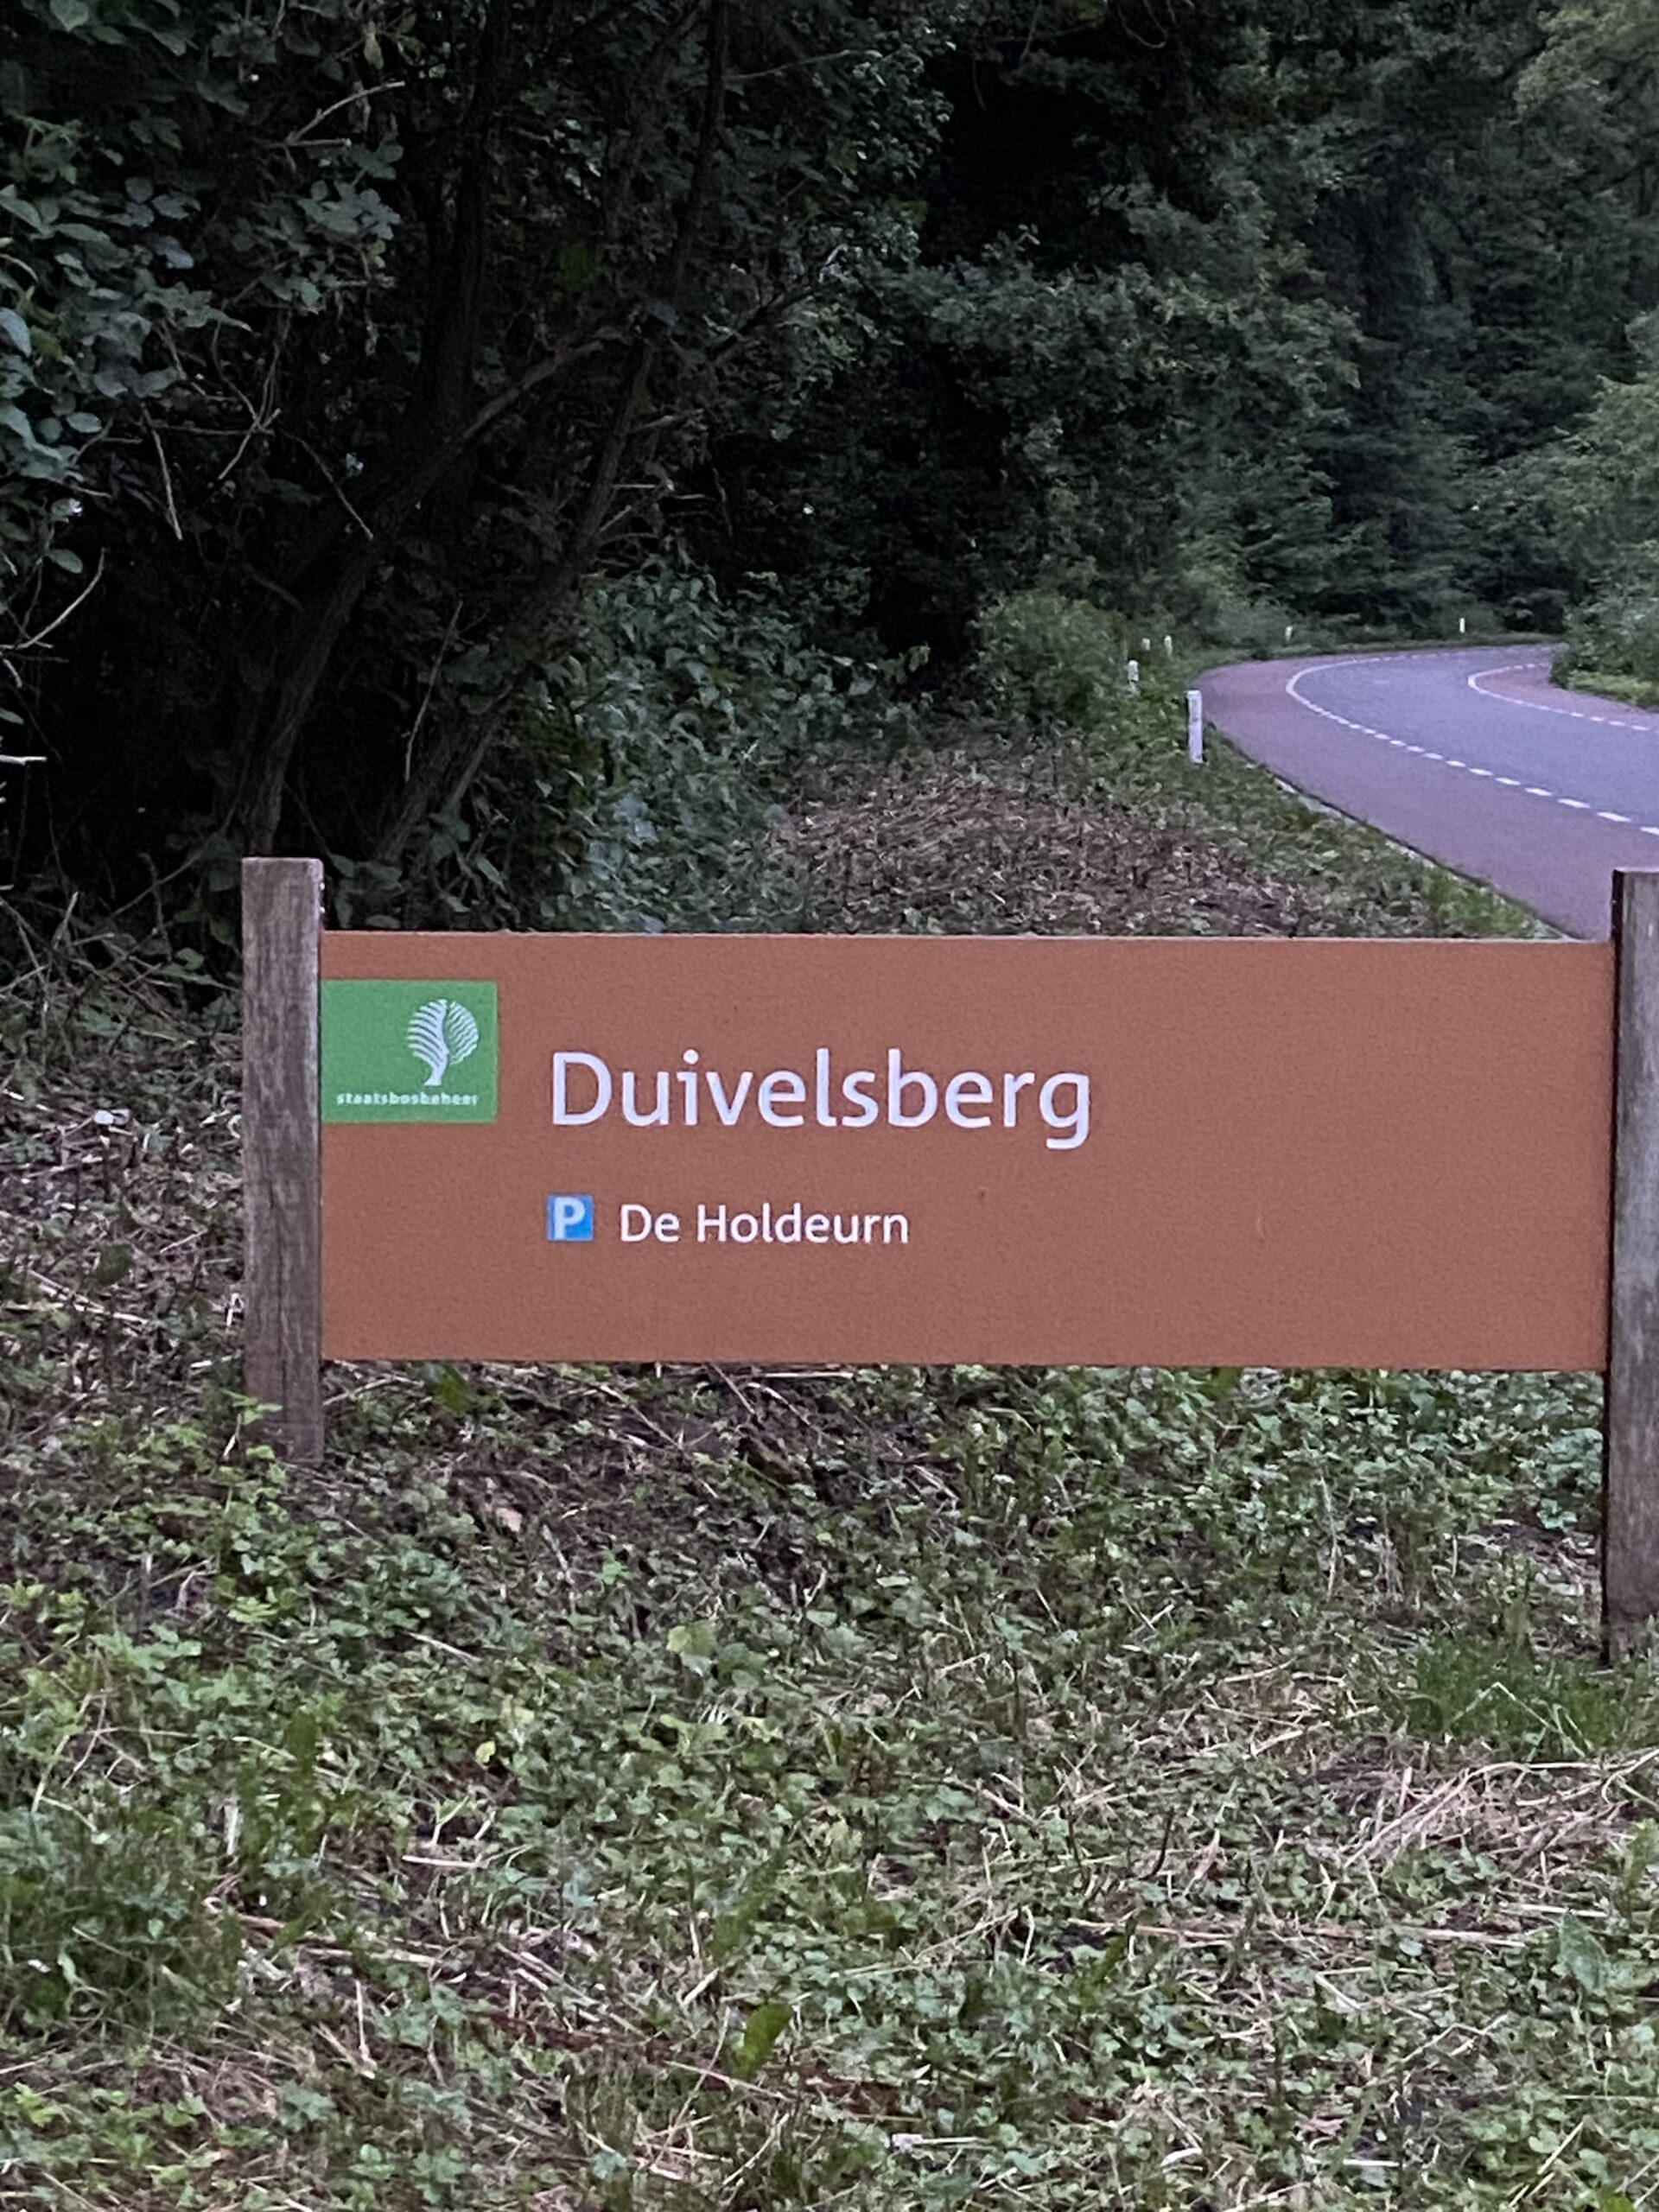 staatsbosbeheer
Duivelsberg
P De Holdeurn